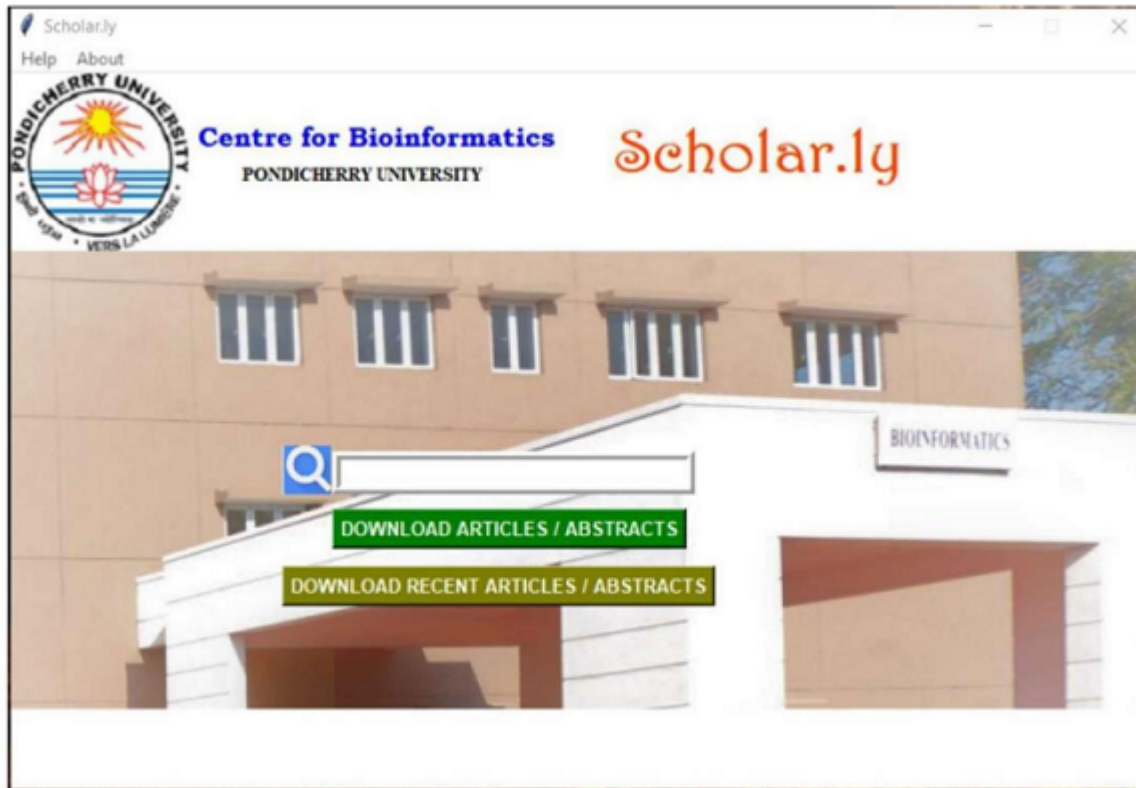 Scholar.ly
Help About
PONDICHERRY UNIVERSITY
VERS LA LUMIÈRE
Centre for Bioinformatics
PONDICHERRY UNIVERSITY
Scholar.ly
BIOINFORMATICS
DOWNLOAD ARTICLES / ABSTRACTS
DOWNLOAD RECENT ARTICLES / ABSTRACTS